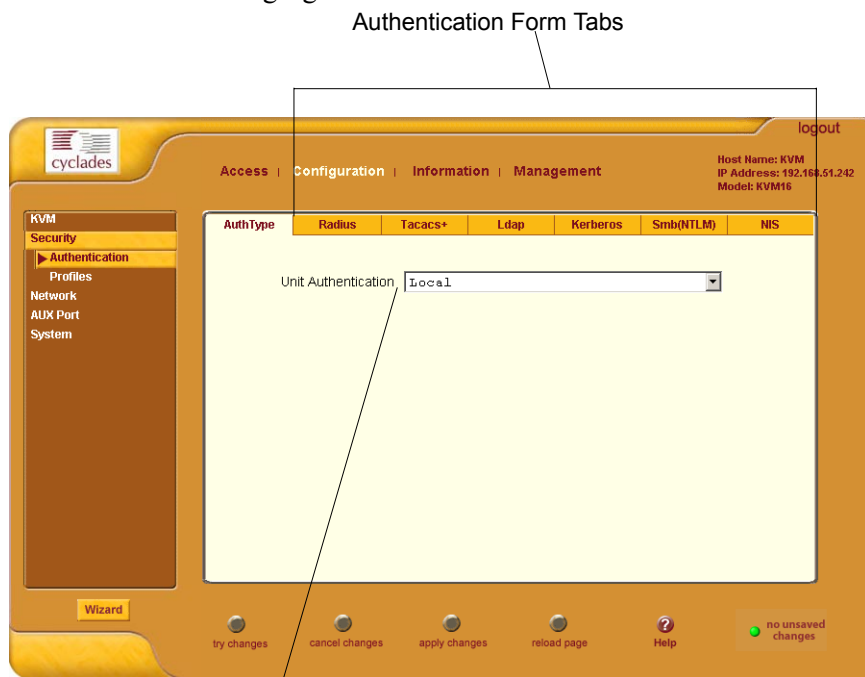 Authentication Form Tabs
logout
cyclades
Access | Configuration | Information | Management
Host Name: KVM
IP Address: 192.168.51.242
Model: KVM16
KVM
Security
Authentication
Profiles
Network
AUX Port
System
AuthType Radius Tacacs+ Ldap Kerberos Smb(NTLM) NIS
Unit Authentication Local
Wizard
try changes cancel changes apply changes reload page ? Help
no unsaved
changes